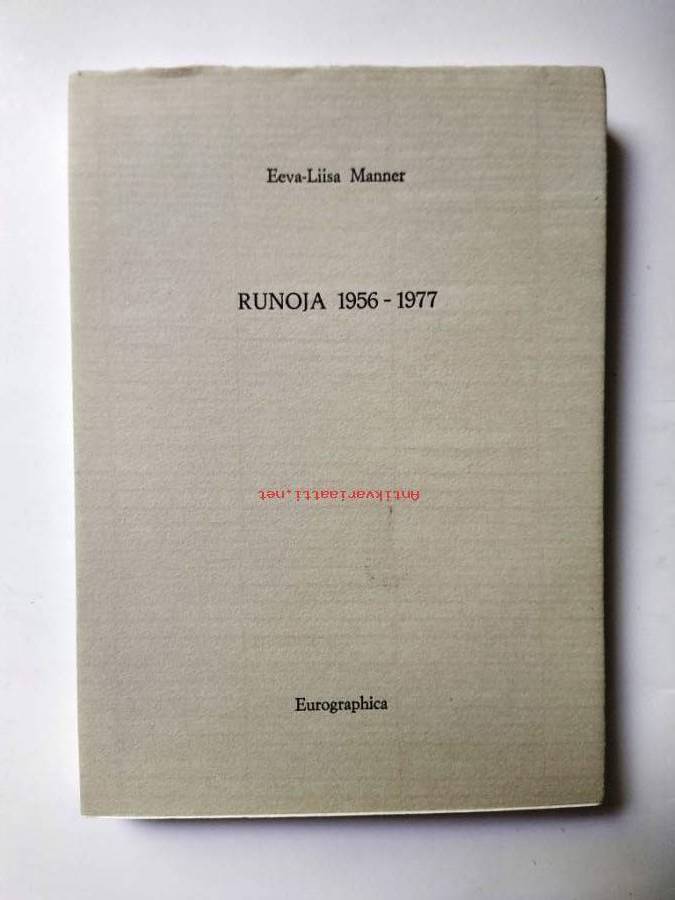 Eeva-Liisa Manner
RUNOJA 1956 - 1977
Antikvariaatti.net
Eurographica